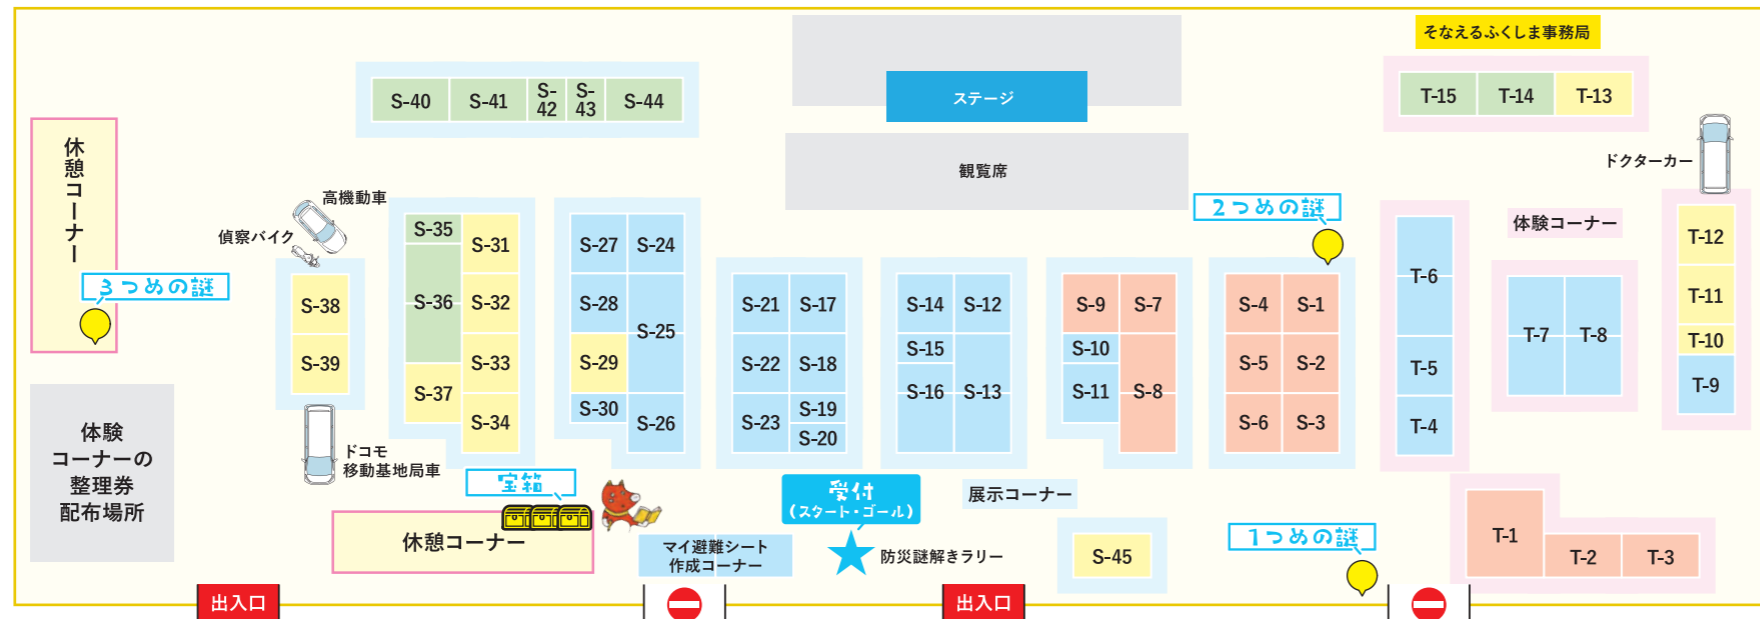 そなえるふくしま事務局
ステージ
観覧席
S-40
S-41
S-
42
S-
43
S-44
T-15
T-14
T-13
ドクターカー
休憩コーナー
3つめの謎
高機動車
偵察バイク
S-38
S-39
ドコモ
移動基地局車
S-35
S-31
S-36
S-32
S-33
S-37
S-34
S-27
S-24
S-28
S-25
S-29
S-30
S-26
S-21
S-17
S-22
S-18
S-23
S-19
S-20
S-14
S-12
S-15
S-16
S-13
S-9
S-7
S-10
S-11
S-8
2つめの謎
S-4
S-1
S-5
S-2
S-6
S-3
T-6
T-5
T-4
体験コーナー
T-7
T-8
T-12
T-11
T-10
T-9
体験
コーナーの
整理券
配布場所
宝箱
休憩コーナー
マイ避難シート
作成コーナー
受付
(スタート・ゴール)
防災謎解きラリー
展示コーナー
S-45
1つめの謎
T-1
T-2
T-3
出入口
出入口